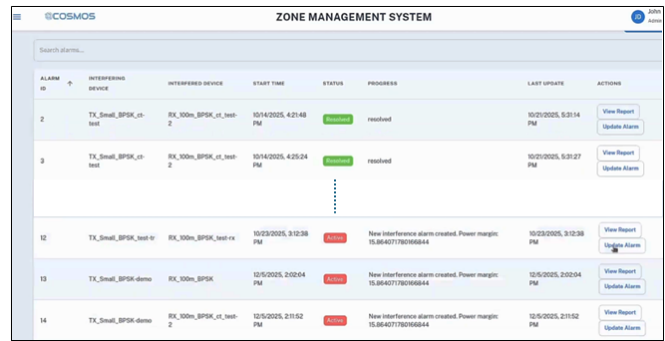 COSMOS
ZONE MANAGEMENT SYSTEM
JD
John
Admin
Search alarms...
ALARM ID ↑ INTERFERING DEVICE INTERFERED DEVICE START TIME STATUS PROGRESS LAST UPDATE ACTIONS
2
TX_Small_BPSK_ct-
test
RX_100m_BPSK_ct_test-
2
10/14/2025, 4:21:48
PM
Resolved
resolved
10/21/2025, 5:31:14
PM
View Report
Update Alarm
3
TX_Small_BPSK_ct-
test
RX_100m_BPSK_ct_test-
2
10/14/2025, 4:25:24
PM
Resolved
resolved
10/21/2025, 5:31:27
PM
View Report
Update Alarm
12
TX_Small_BPSK_test-tr
RX_100m_BPSK_test-rx
10/23/2025, 3:12:38
PM
Active
New interference alarm created. Power margin:
15.864071780166844
10/23/2025, 3:12:38
PM
View Report
Update Alarm
13
TX_Small_BPSK-demo
RX_100m_BPSK
12/5/2025, 2:02:04
PM
Active
New interference alarm created. Power margin:
15.864071780166844
12/5/2025, 2:02:04
PM
View Report
Update Alarm
14
TX_Small_BPSK-demo
RX_100m_BPSK_ct_test-
2
12/5/2025, 2:11:52
PM
Active
New interference alarm created. Power margin:
15.864071780166844
12/5/2025, 2:11:52
PM
View Report
Update Alarm